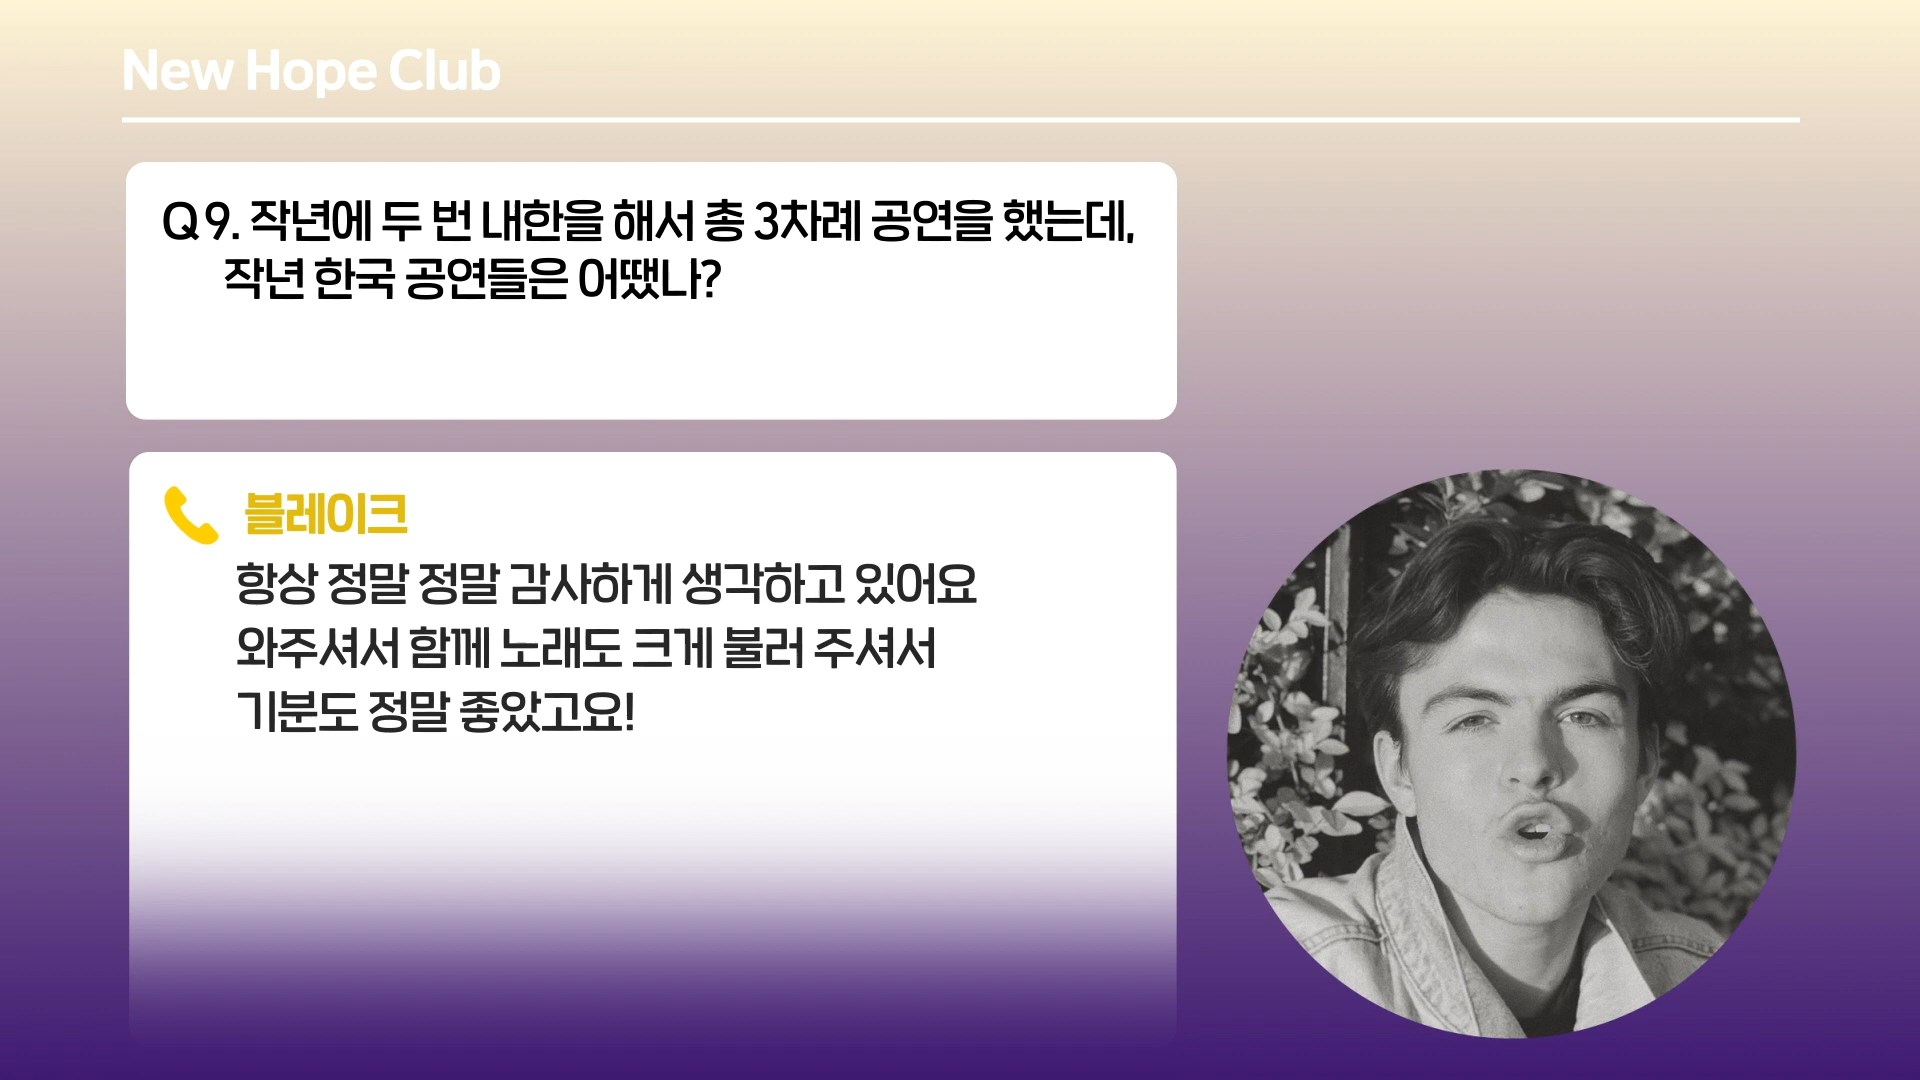 New Hope Club
Q 9. 작년에 두 번 내한을 해서 총 3차례 공연을 했는데,
작년 한국 공연들은 어땠나?
블레이크
항상 정말 정말 감사하게 생각하고 있어요
와주셔서 함께 노래도 크게 불러 주셔서
기분도 정말 좋았고요!